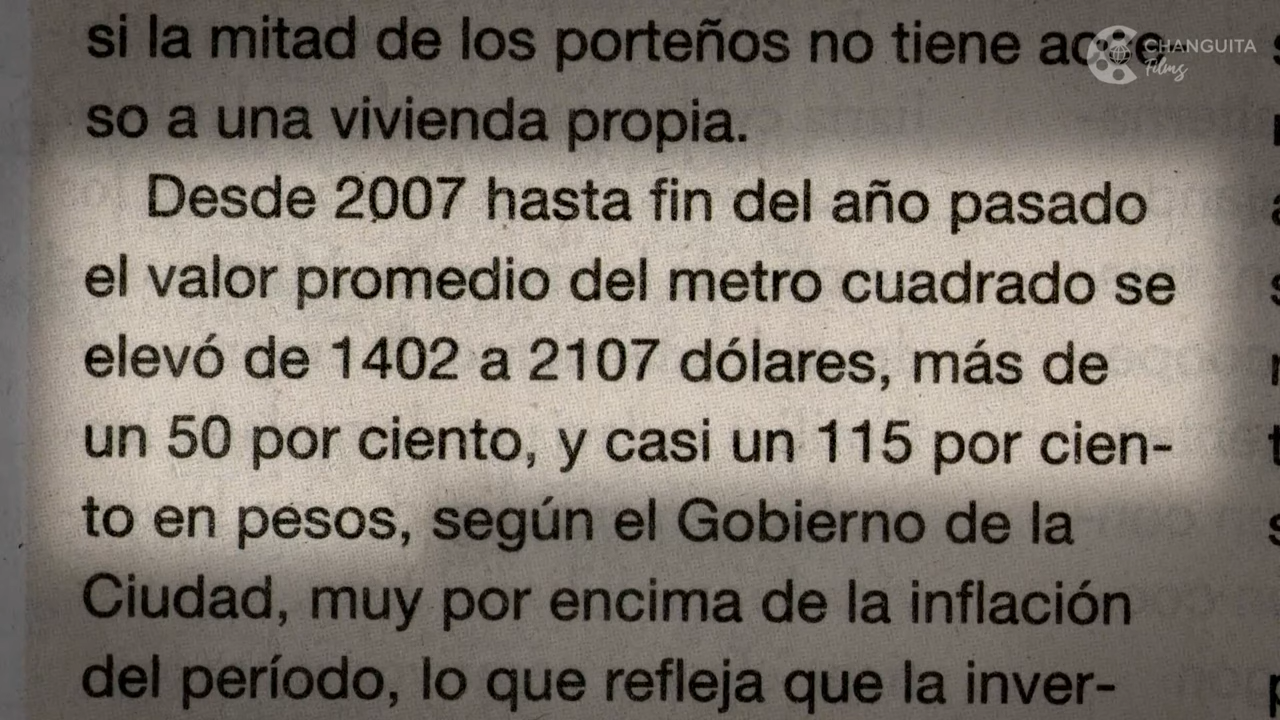 si la mitad de los porteños no tiene acce-
so a una vivienda propia.
Desde 2007 hasta fin del año pasado
el valor promedio del metro cuadrado se
elevó de 1402 a 2107 dólares, más de
un 50 por ciento, y casi un 115 por cien-
to en pesos, según el Gobierno de la
Ciudad, muy por encima de la inflación
del período, lo que refleja que la inver-
CHANGUITA
Films